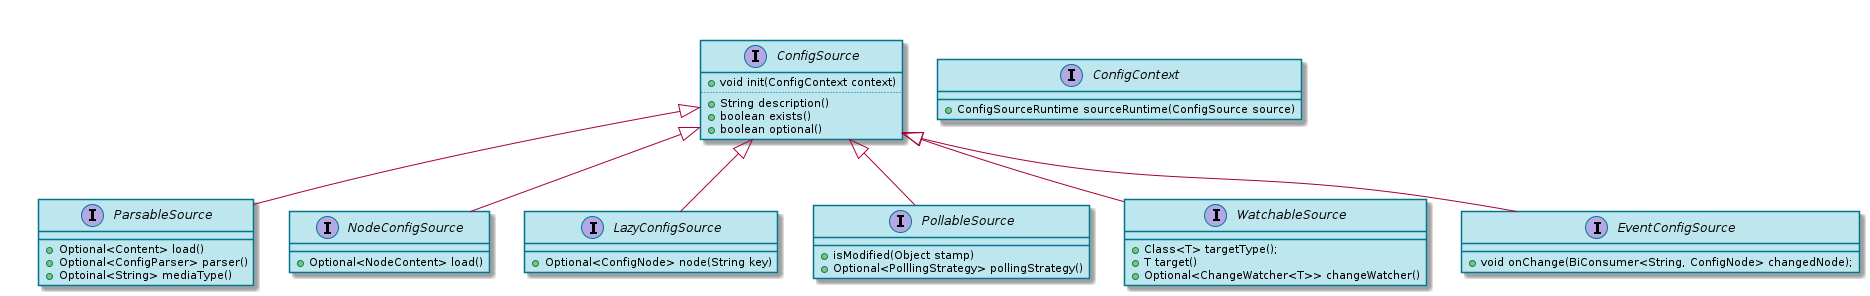 I ConfigSource
void init(ConfigContext context)
String description()
boolean exists()
boolean optional()
I ConfigContext
ConfigSourceRuntime sourceRuntime(ConfigSource source)
I ParsableSource
Optional<Content> load()
Optional<ConfigParser> parser()
Optoinal<String> mediaType()
I NodeConfigSource
Optional<NodeContent> load()
I LazyConfigSource
Optional<ConfigNode> node(String key)
I PollableSource
isModified(Object stamp)
Optional<PolllingStrategy> pollingStrategy()
I WatchableSource
Class<T> targetType();
T target()
Optional<ChangeWatcher<T>> changeWatcher()
I EventConfigSource
void onChange(BiConsumer<String, ConfigNode> changedNode);